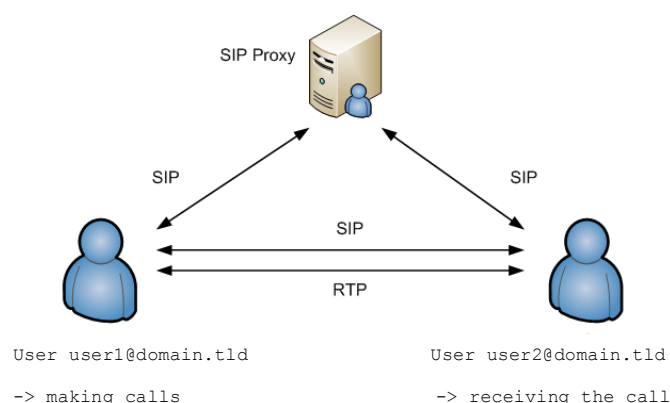 SIP Proxy
SIP
SIP
SIP
RTP
User user1@domain.tld
User user2@domain.tld
-> making calls
-> receiving the call